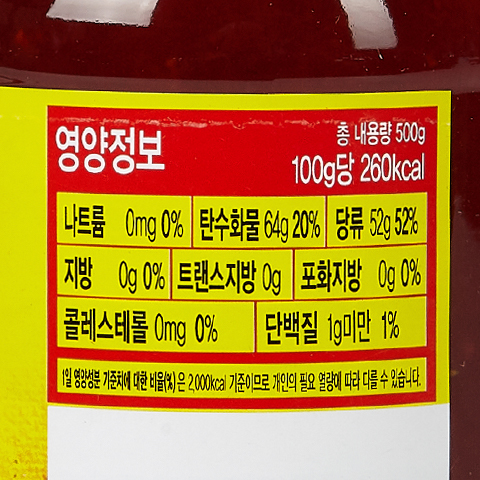 영양정보
총 내용량 500g
100g당 260kcal
나트륨 0mg 0% 탄수화물 64g 20% 당류 52g 52%
지방 0g 0% 트랜스지방 0g 포화지방 0g 0%
콜레스테롤 0mg 0% 단백질 1g미만 1%
1일 영양성분 기준치에 대한 비율(%)은 2,000kcal 기준이므로 개인의 필요 열량에 따라 다를 수 있습니다.